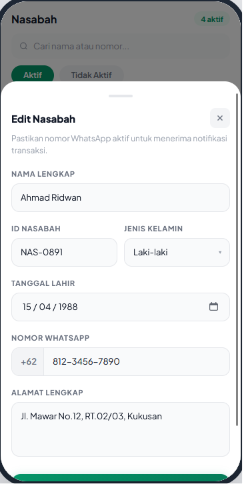 Nasabah
4 aktif
Cari nama atau nomor...
Aktif
Tidak Aktif
Edit Nasabah
×
Pastikan nomor WhatsApp aktif untuk menerima notifikasi
transaksi.
NAMA LENGKAP
Ahmad Ridwan
ID NASABAH
JENIS KELAMIN
NAS-0891
Laki-laki
TANGGAL LAHIR
15 / 04 / 1988
NOMOR WHATSAPP
+62
812-3456-7890
ALAMAT LENGKAP
Jl. Mawar No.12, RT.02/03, Kukusan